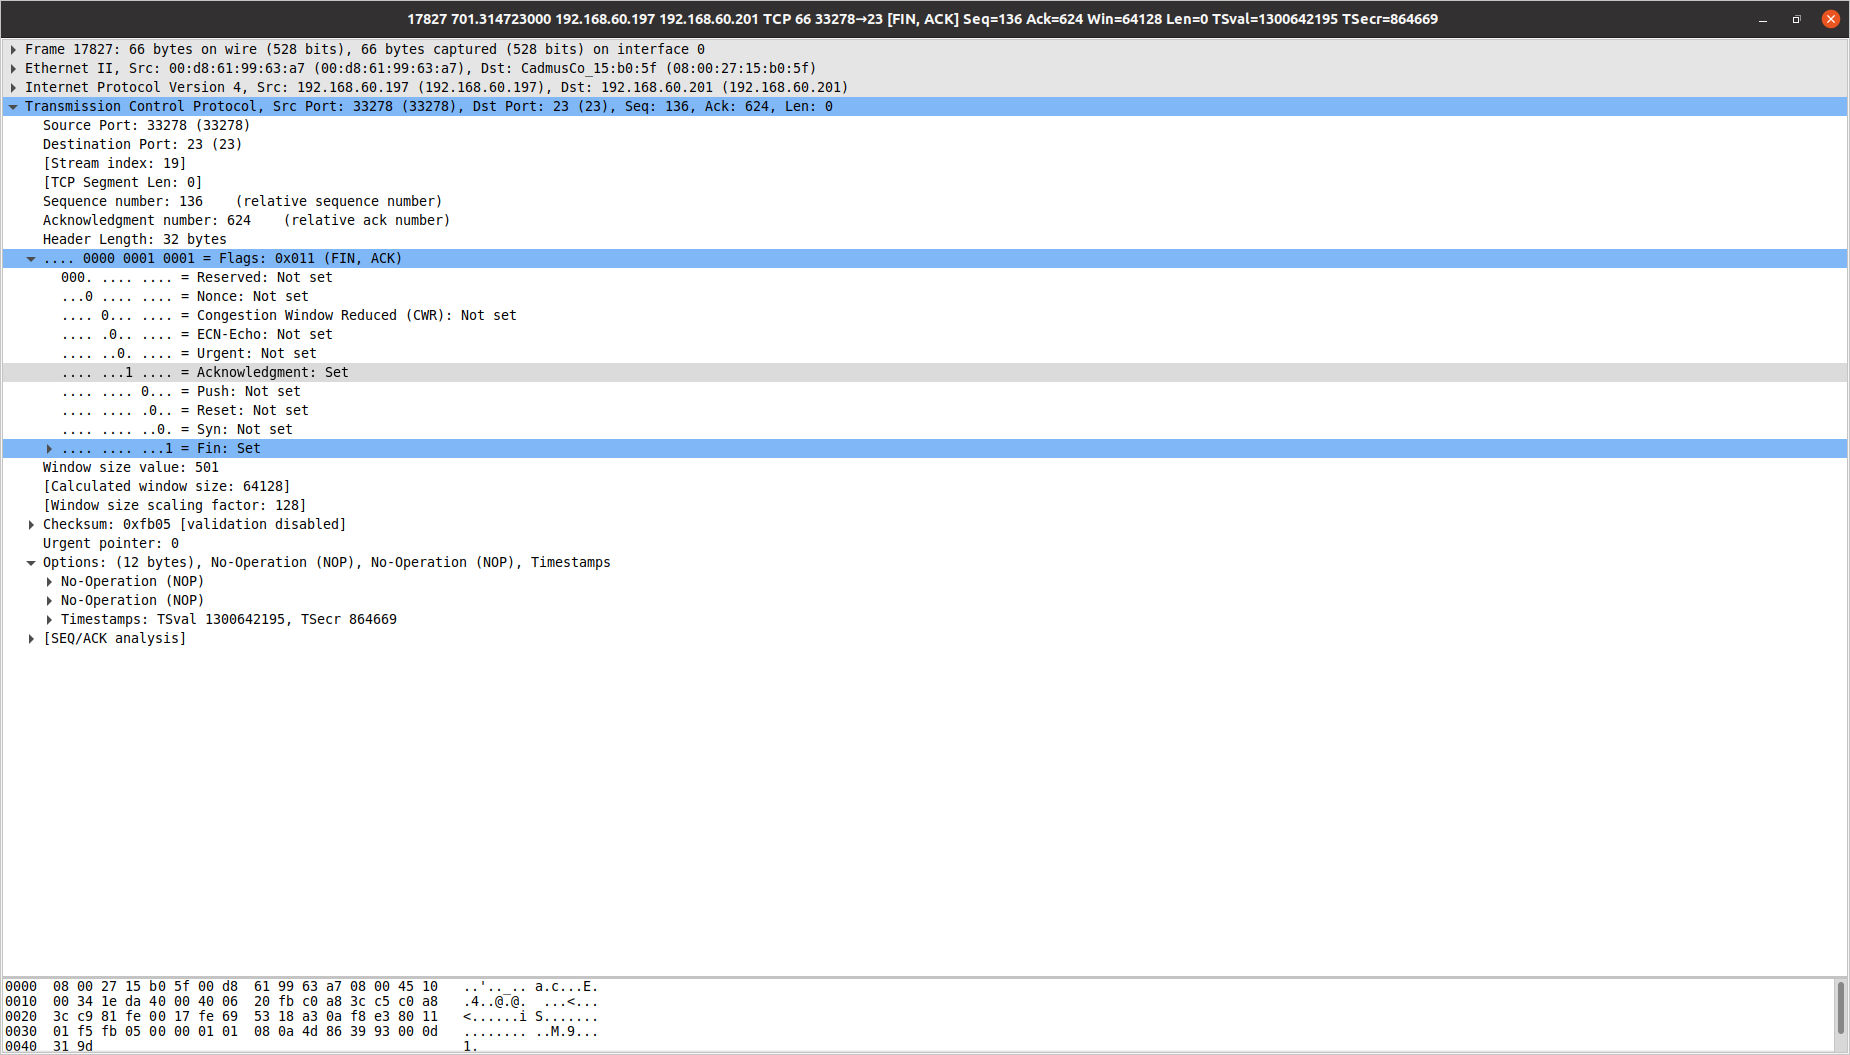 17827 701.314723000 192.168.60.197 192.168.60.201 TCP 66 33278→23 [FIN, ACK] Seq=136 Ack=624 Win=64128 Len=0 TSval=1300642195 TSecr=864669
Frame 17827: 66 bytes on wire (528 bits), 66 bytes captured (528 bits) on interface 0
Ethernet II, Src: 00:d8:61:99:63:a7 (00:d8:61:99:63:a7), Dst: CadmusCo_15:b0:5f (08:00:27:15:b0:5f)
Internet Protocol Version 4, Src: 192.168.60.197 (192.168.60.197), Dst: 192.168.60.201 (192.168.60.201)
Transmission Control Protocol, Src Port: 33278 (33278), Dst Port: 23 (23), Seq: 136, Ack: 624, Len: 0
Source Port: 33278 (33278)
Destination Port: 23 (23)
[Stream index: 19]
[TCP Segment Len: 0]
Sequence number: 136    (relative sequence number)
Acknowledgment number: 624    (relative ack number)
Header Length: 32 bytes
.... 0000 0001 0001 = Flags: 0x011 (FIN, ACK)
000. .... .... = Reserved: Not set
...0 .... .... = Nonce: Not set
.... 0... .... = Congestion Window Reduced (CWR): Not set
.... .0.. .... = ECN-Echo: Not set
.... ..0. .... = Urgent: Not set
.... ...1 .... = Acknowledgment: Set
.... .... 0... = Push: Not set
.... .... .0.. = Reset: Not set
.... .... ..0. = Syn: Not set
.... .... ...1 = Fin: Set
Window size value: 501
[Calculated window size: 64128]
[Window size scaling factor: 128]
Checksum: 0xfb05 [validation disabled]
Urgent pointer: 0
Options: (12 bytes), No-Operation (NOP), No-Operation (NOP), Timestamps
No-Operation (NOP)
No-Operation (NOP)
Timestamps: TSval 1300642195, TSecr 864669
[SEQ/ACK analysis]
0000  08 00 27 15 b0 5f 00 d8  61 99 63 a7 08 00 45 10   ..'.._.. a.c...E.
0010  00 34 1e da 40 00 40 06  20 fb c0 a8 3c c5 c0 a8   .4..@.@.  ...<...
0020  3c c9 81 fe 00 17 fe 69  53 18 a3 0a f8 e3 80 11   <......i S.......
0030  01 f5 fb 05 00 00 01 01  08 0a 4d 86 39 93 00 0d   ........ ..M.9...
0040  31 9d                                              1.